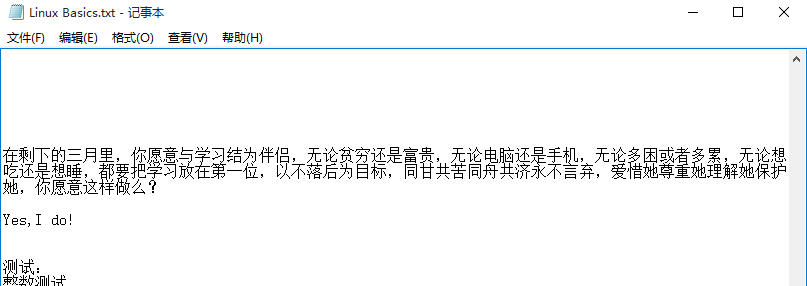 Linux Basics.txt - 记事本
文件(F) 编辑(E) 格式(O) 查看(V) 帮助(H)
在剩下的三月里，你愿意与学习结为伴侣，无论贫穷还是富贵，无论电脑还是手机，无论多困或者多累，无论想
吃还是想睡，都要把学习放在第一位，以不落后为目标，同甘共苦同舟共济永不言弃，爱惜她尊重她理解她保护
她，你愿意这样做么？
Yes,I do!
测试：
整数测试